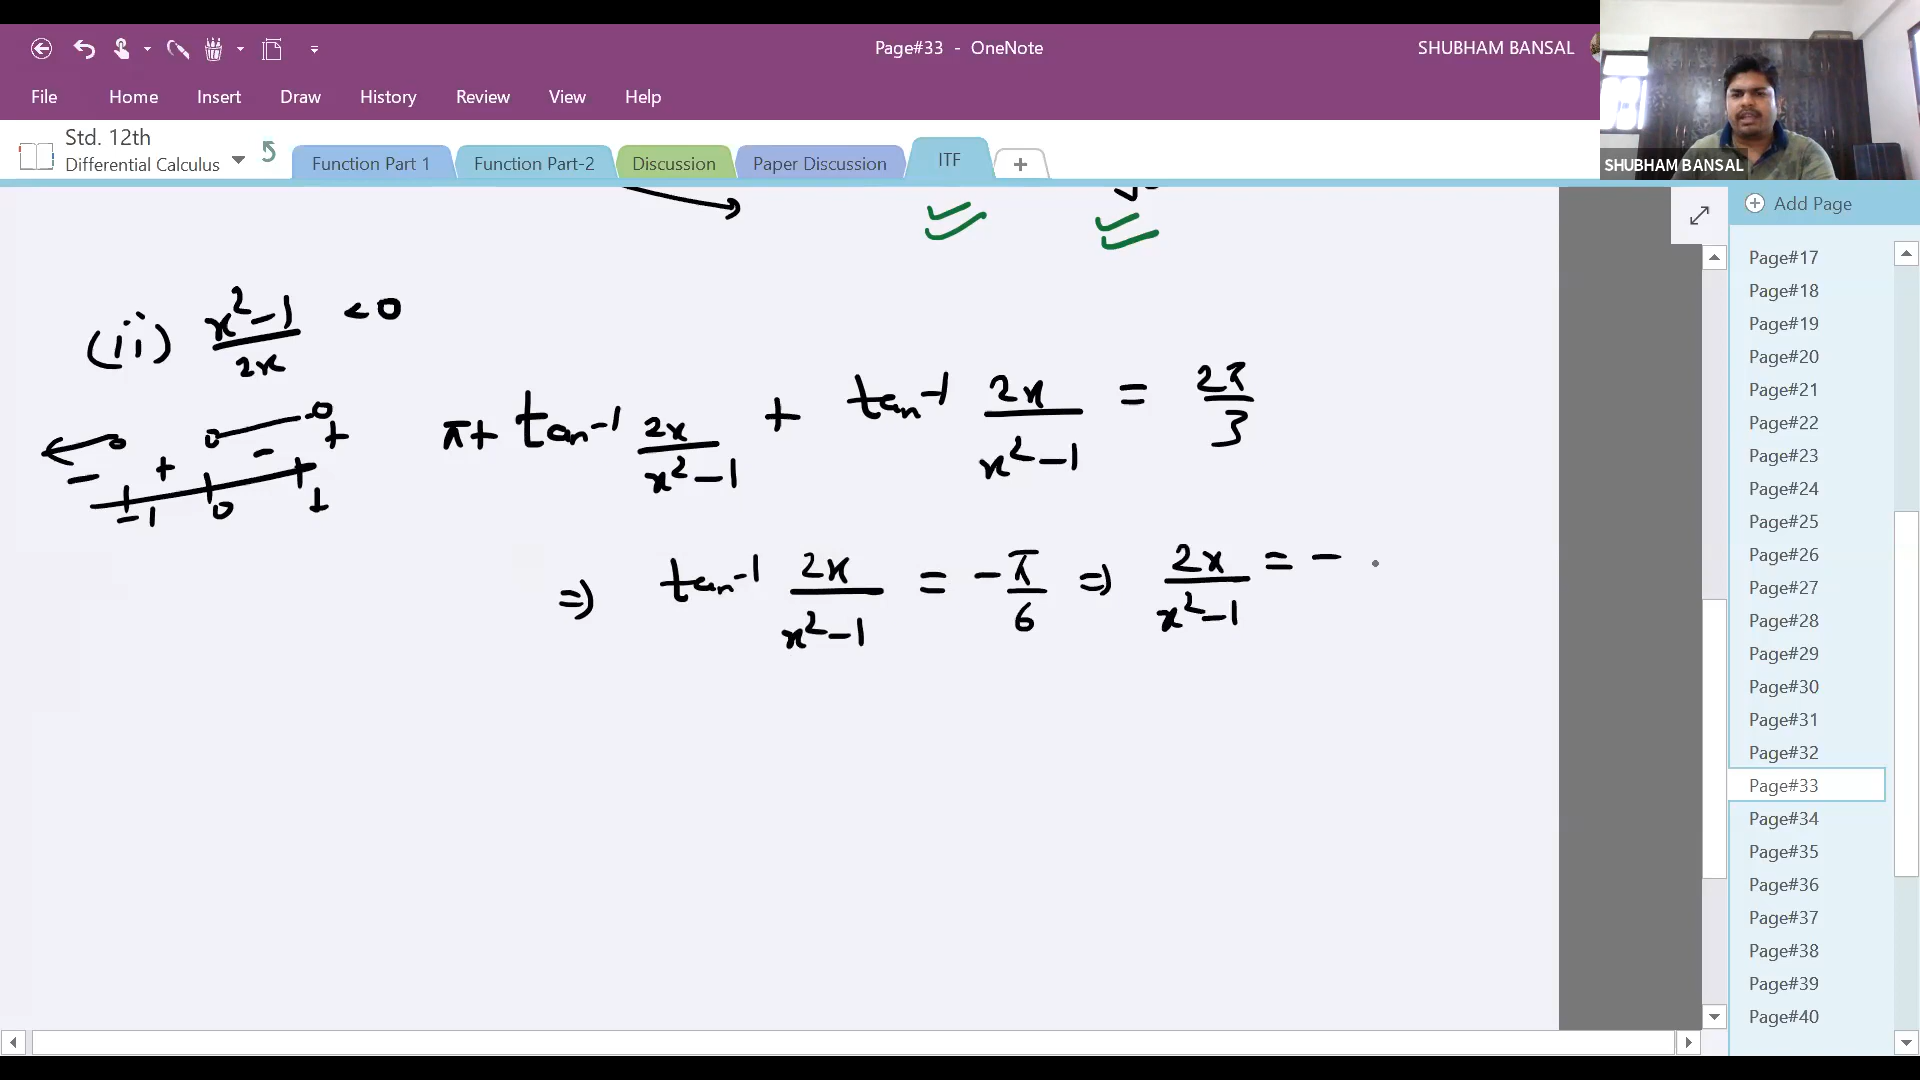 Page#33 - OneNote
SHUBHAM BANSAL
File Home Insert Draw History Review View Help
Std. 12th
Differential Calculus
Function Part 1
Function Part-2
Discussion
Paper Discussion
ITF
+
SHUBHAM BANSAL
Add Page
(ii) (x²-1)/(2x) < 0
- + - +
-1 0 1
π + tan⁻¹ (2x)/(x²-1) + tan⁻¹ (2x)/(x²-1) = 2π/3
⇒ tan⁻¹ (2x)/(x²-1) = -π/6 ⇒ (2x)/(x²-1) = -
Page#17
Page#18
Page#19
Page#20
Page#21
Page#22
Page#23
Page#24
Page#25
Page#26
Page#27
Page#28
Page#29
Page#30
Page#31
Page#32
Page#33
Page#34
Page#35
Page#36
Page#37
Page#38
Page#39
Page#40